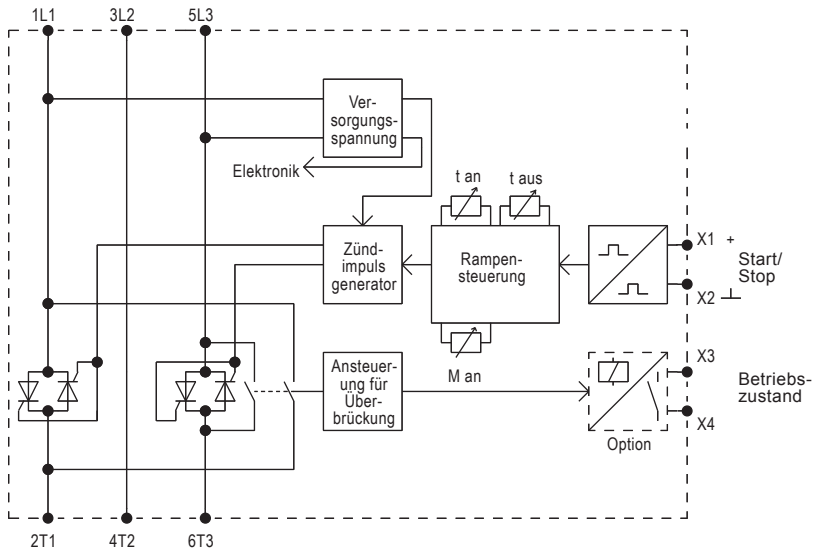 1L1 3L2 5L3
Ver-
sorgungs-
spannung
Elektronik
t an t aus
Zünd-
impuls
generator
Rampen-
steuerung
X1 +
Start/
Stop
X2
M an
Ansteuer-
ung für
Über-
brückung
X3
Betriebs-
zustand
X4
Option
2T1 4T2 6T3